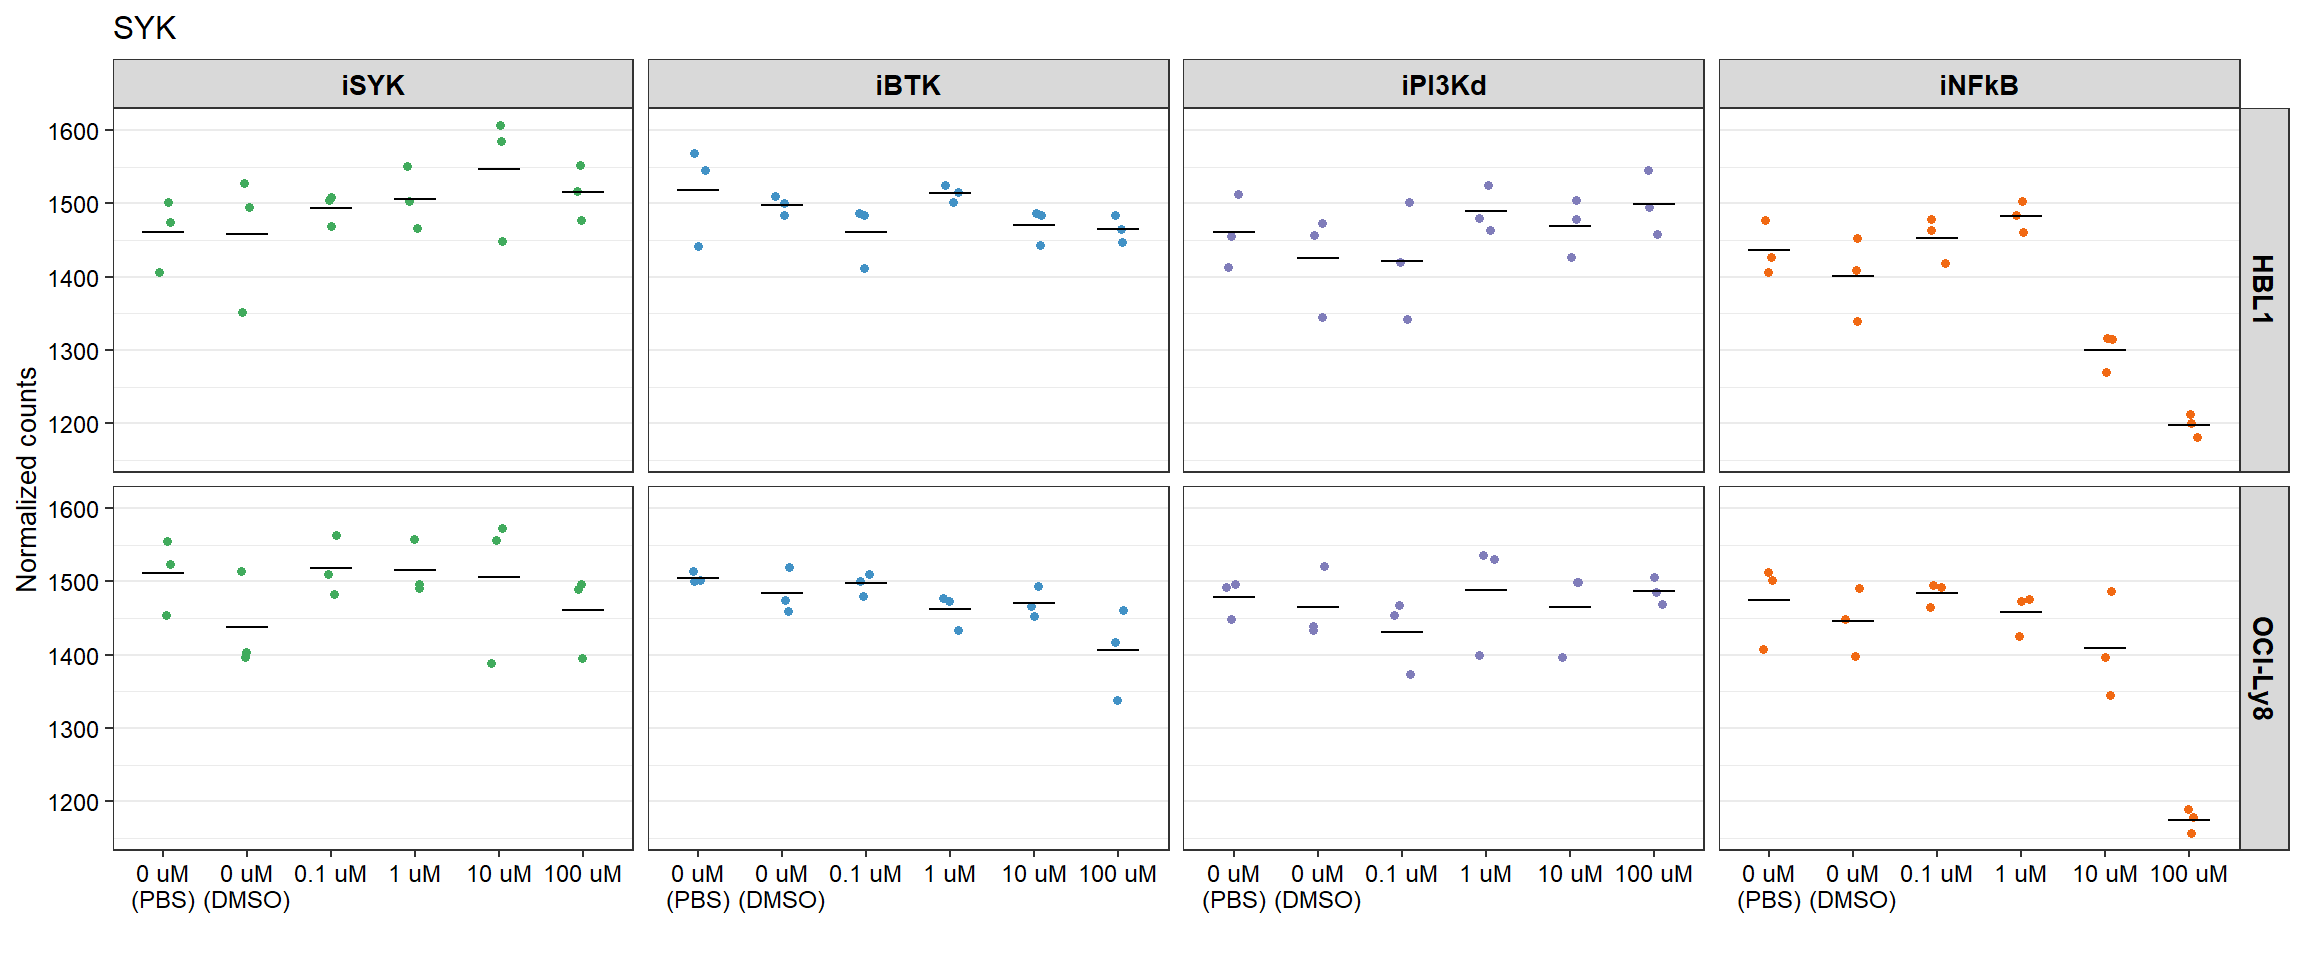 SYK
iSYK iBTK iPI3Kd iNFkB
Normalized counts
1600
1500
1400
1300
1200
HBL1
1600
1500
1400
1300
1200
OCI-Ly8
0 uM 0 uM 0.1 uM 1 uM 10 uM 100 uM 0 uM 0 uM 0.1 uM 1 uM 10 uM 100 uM 0 uM 0 uM 0.1 uM 1 uM 10 uM 100 uM 0 uM 0 uM 0.1 uM 1 uM 10 uM 100 uM
(PBS) (DMSO) (PBS) (DMSO) (PBS) (DMSO) (PBS) (DMSO)